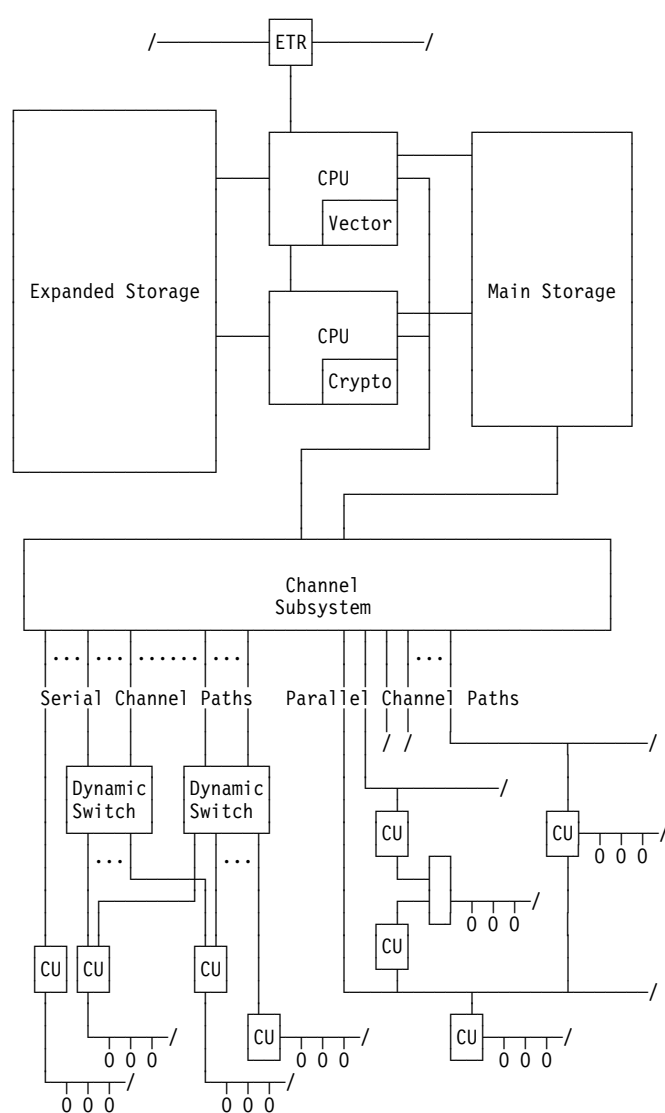 ETR
CPU
Vector
Expanded Storage
Main Storage
CPU
Crypto
Channel
Subsystem
... ... ...... ... ...
Serial Channel Paths Parallel Channel Paths
/ /
Dynamic
Switch
Dynamic
Switch
... ...
CU
CU
0 0 0
0 0 0
CU
CU
CU
CU
0 0 0
CU
0 0 0
CU
0 0 0
0 0 0
0 0 0